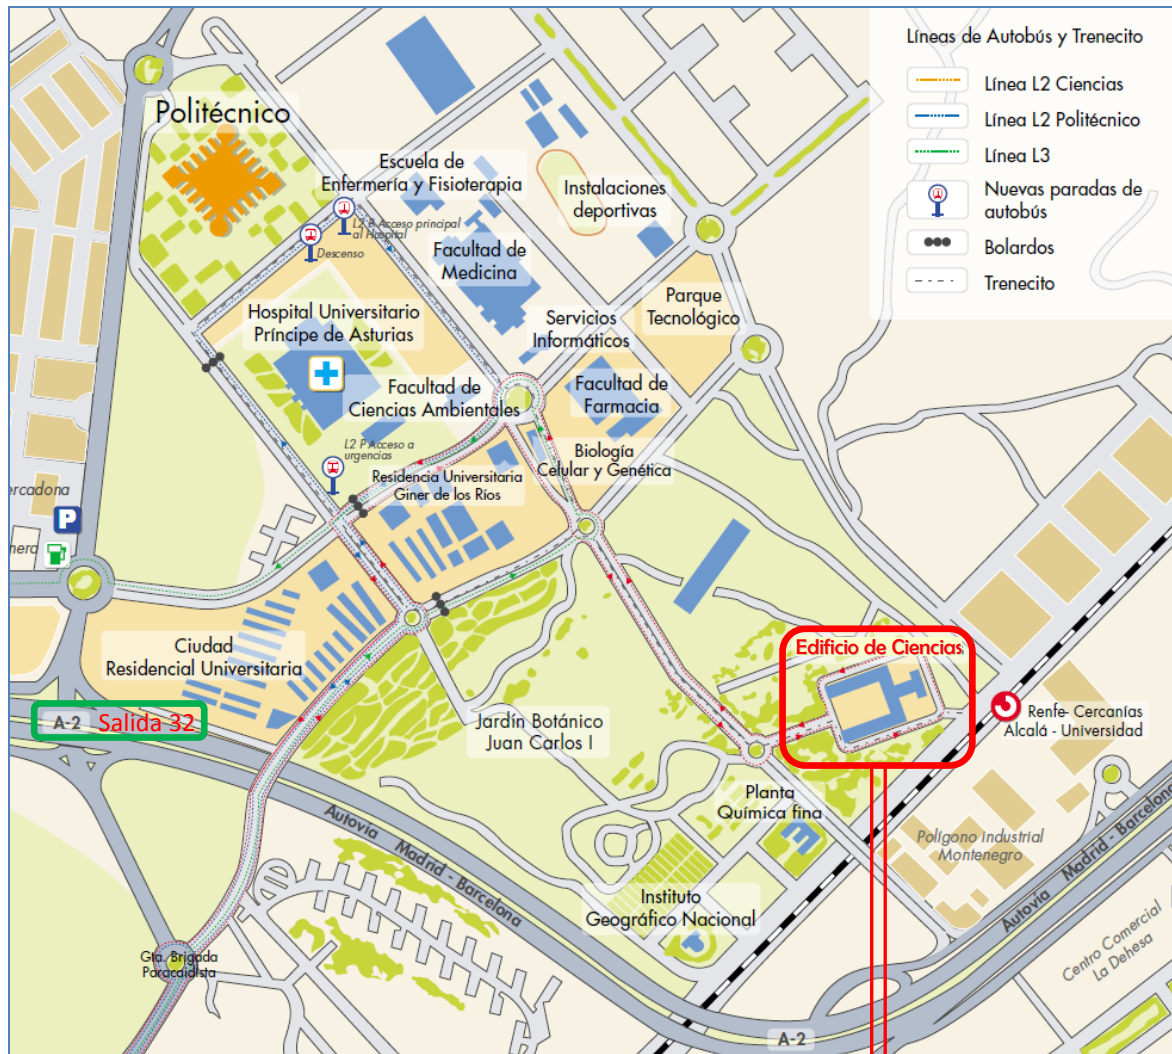 Líneas de Autobús y Trenecito
Línea L2 Ciencias
Línea L2 Politécnico
Línea L3
Nuevas paradas de
autobús
Bolardos
Trenecito
Politécnico
Escuela de
Enfermería y Fisioterapia
Instalaciones
deportivas
L2 P Acceso principal
al Hospital
Descenso
Facultad de
Medicina
Parque
Tecnológico
Hospital Universitario
Príncipe de Asturias
Servicios
Informáticos
Facultad de
Ciencias Ambientales
Facultad de
Farmacia
L2 P Acceso a
urgencias
Biología
Celular y Genética
Residencia Universitaria
Giner de los Ríos
ercadona
P
nera
Ciudad
Residencial Universitaria
Edificio de Ciencias
A-2 Salida 32
Jardín Botánico
Juan Carlos I
Renfe- Cercanías
Alcalá - Universidad
Planta
Química fina
Autovía Madrid - Barcelona
Polígono industrial
Montenegro
Autovía Madrid - Barcelona
Instituto
Geográfico Nacional
Centro Comercial
La Dehesa
Gta. Brigada
Paracaidista
A-2